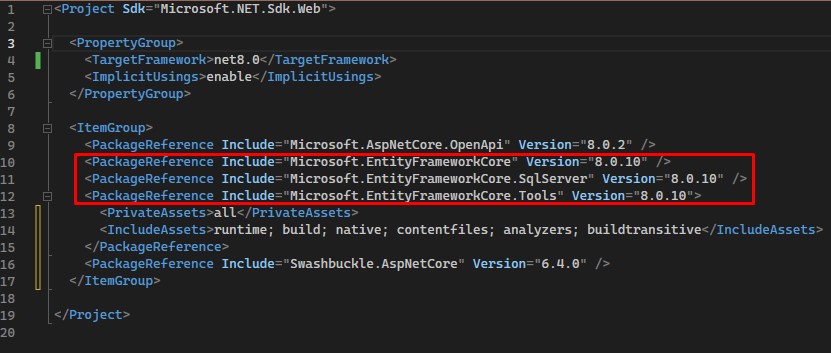 1 <Project Sdk="Microsoft.NET.Sdk.Web">
2
3 <PropertyGroup>
4 <TargetFramework>net8.0</TargetFramework>
5 <ImplicitUsings>enable</ImplicitUsings>
6 </PropertyGroup>
7
8 <ItemGroup>
9 <PackageReference Include="Microsoft.AspNetCore.OpenApi" Version="8.0.2" />
10 <PackageReference Include="Microsoft.EntityFrameworkCore" Version="8.0.10" />
11 <PackageReference Include="Microsoft.EntityFrameworkCore.SqlServer" Version="8.0.10" />
12 <PackageReference Include="Microsoft.EntityFrameworkCore.Tools" Version="8.0.10">
13 <PrivateAssets>all</PrivateAssets>
14 <IncludeAssets>runtime; build; native; contentfiles; analyzers; buildtransitive</IncludeAssets>
15 </PackageReference>
16 <PackageReference Include="Swashbuckle.AspNetCore" Version="6.4.0" />
17 </ItemGroup>
18
19 </Project>
20